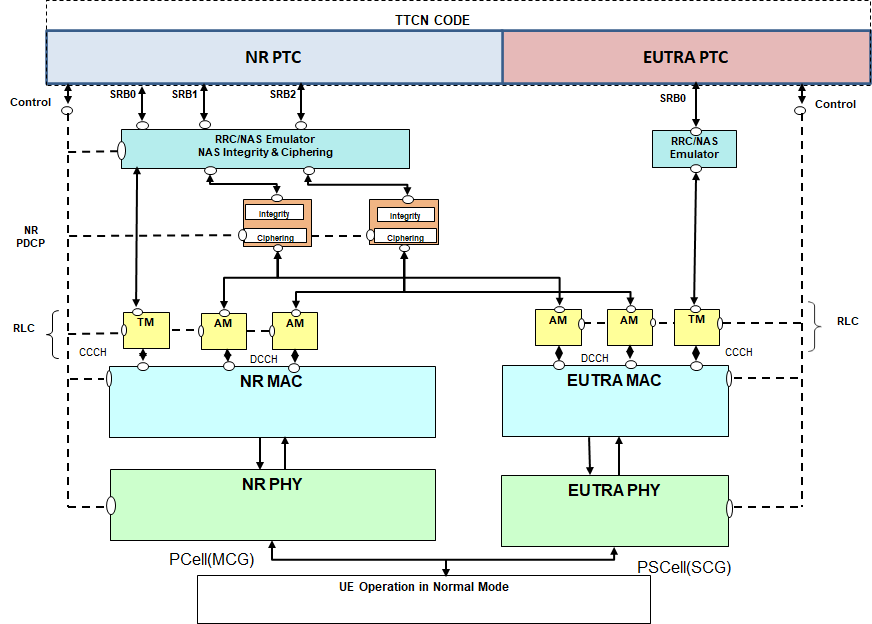 TTCN CODE
NR PTC
EUTRA PTC
Control
SRB0
SRB1
SRB2
SRB0
Control
RRC/NAS Emulator
NAS Integrity & Ciphering
RRC/NAS
Emulator
Integrity
Ciphering
Integrity
Ciphering
NR
PDCP
RLC
TM
AM
AM
AM
AM
TM
RLC
CCCH
DCCH
DCCH
CCCH
NR MAC
EUTRA MAC
NR PHY
EUTRA PHY
PCell(MCG)
PSCell(SCG)
UE Operation in Normal Mode